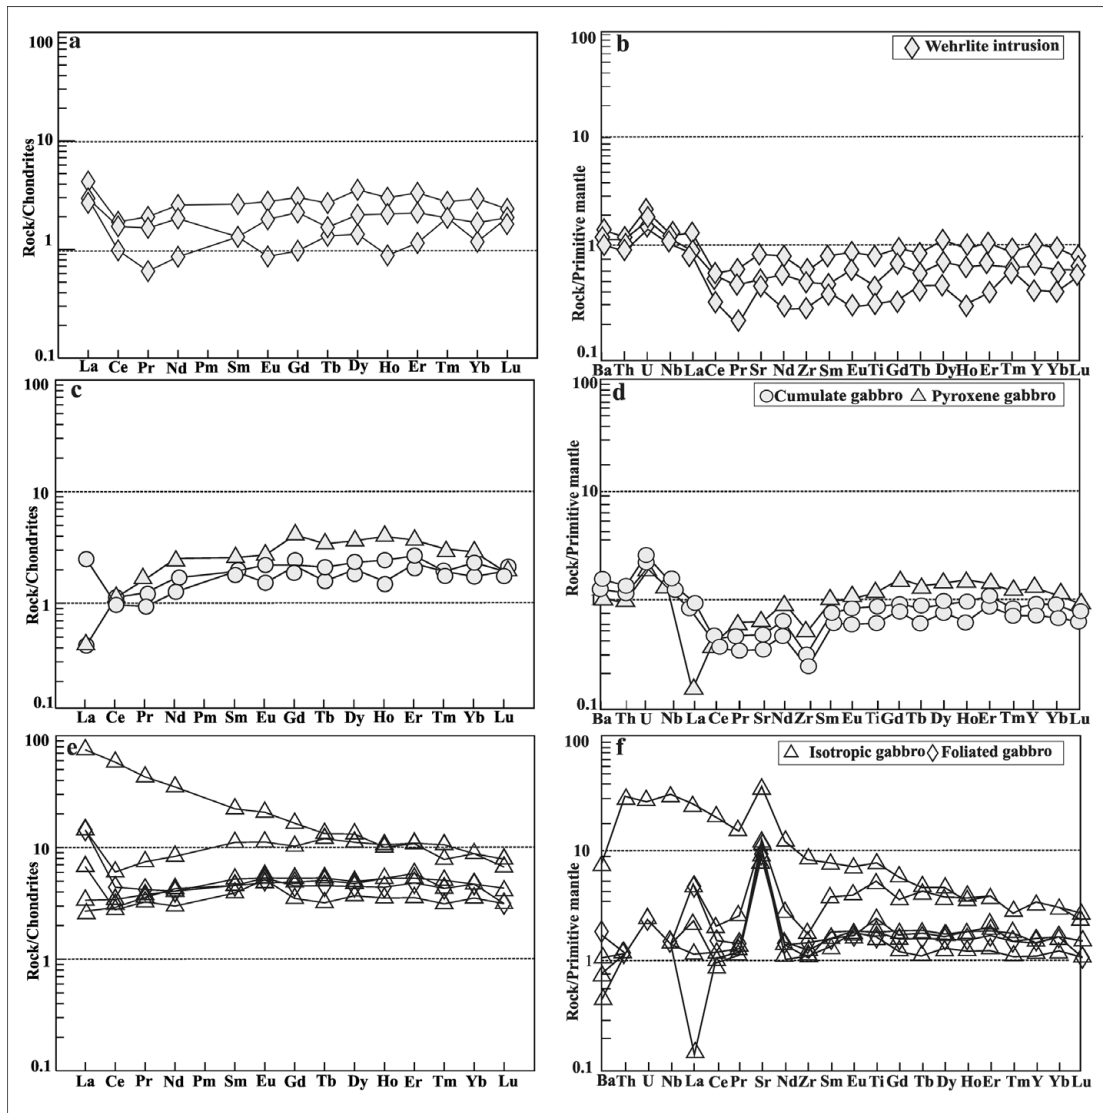 a
100
10
1
0.1
Rock/Chondrites
La Ce Pr Nd Pm Sm Eu Gd Tb Dy Ho Er Tm Yb Lu
b
Wehrlite intrusion
100
10
1
0.1
Rock/Primitive mantle
Ba Th U Nb La Ce Pr Sr Nd Zr Sm Eu Ti Gd Tb Dy Ho Er Tm Y Yb Lu
c
100
10
1
0.1
Rock/Chondrites
La Ce Pr Nd Pm Sm Eu Gd Tb Dy Ho Er Tm Yb Lu
d
Cumulate gabbro Pyroxene gabbro
100
10
1
0.1
Rock/Primitive mantle
Ba Th U Nb La Ce Pr Sr Nd Zr Sm Eu Ti Gd Tb Dy Ho Er Tm Y Yb Lu
e
100
10
1
0.1
Rock/Chondrites
La Ce Pr Nd Pm Sm Eu Gd Tb Dy Ho Er Tm Yb Lu
f
Isotropic gabbro Foliated gabbro
100
10
1
0.1
Rock/Primitive mantle
Ba Th U Nb La Ce Pr Sr Nd Zr Sm Eu Ti Gd Tb Dy Ho Er Tm Y Yb Lu